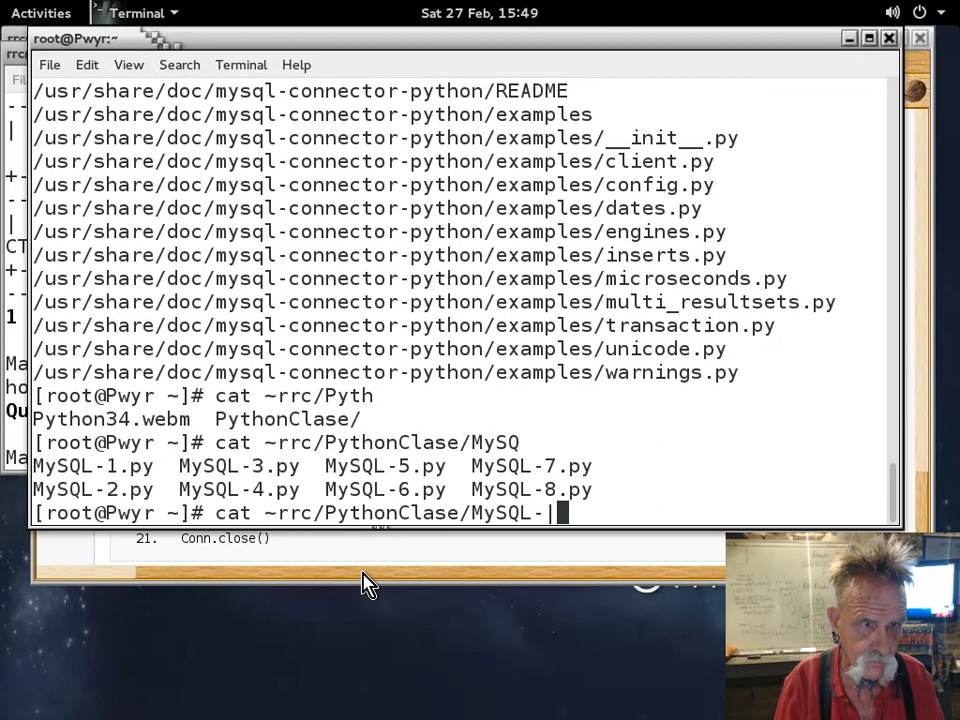 Activities Terminal Sat 27 Feb, 15:49
root@Pwyr:~
File Edit View Search Terminal Help
/usr/share/doc/mysql-connector-python/README
/usr/share/doc/mysql-connector-python/examples
/usr/share/doc/mysql-connector-python/examples/__init__.py
/usr/share/doc/mysql-connector-python/examples/client.py
/usr/share/doc/mysql-connector-python/examples/config.py
/usr/share/doc/mysql-connector-python/examples/dates.py
/usr/share/doc/mysql-connector-python/examples/engines.py
/usr/share/doc/mysql-connector-python/examples/inserts.py
/usr/share/doc/mysql-connector-python/examples/microseconds.py
/usr/share/doc/mysql-connector-python/examples/multi_resultsets.py
/usr/share/doc/mysql-connector-python/examples/transaction.py
/usr/share/doc/mysql-connector-python/examples/unicode.py
/usr/share/doc/mysql-connector-python/examples/warnings.py
[root@Pwyr ~]# cat ~rrc/Pyth
Python34.webm PythonClase/
[root@Pwyr ~]# cat ~rrc/PythonClase/MySQ
MySQL-1.py MySQL-3.py MySQL-5.py MySQL-7.py
MySQL-2.py MySQL-4.py MySQL-6.py MySQL-8.py
[root@Pwyr ~]# cat ~rrc/PythonClase/MySQL-|
21. Conn.close()
rrc
Fi
--
|
+-
--
|
CT
+-
--
1
Ma
ho
Qu
Ma